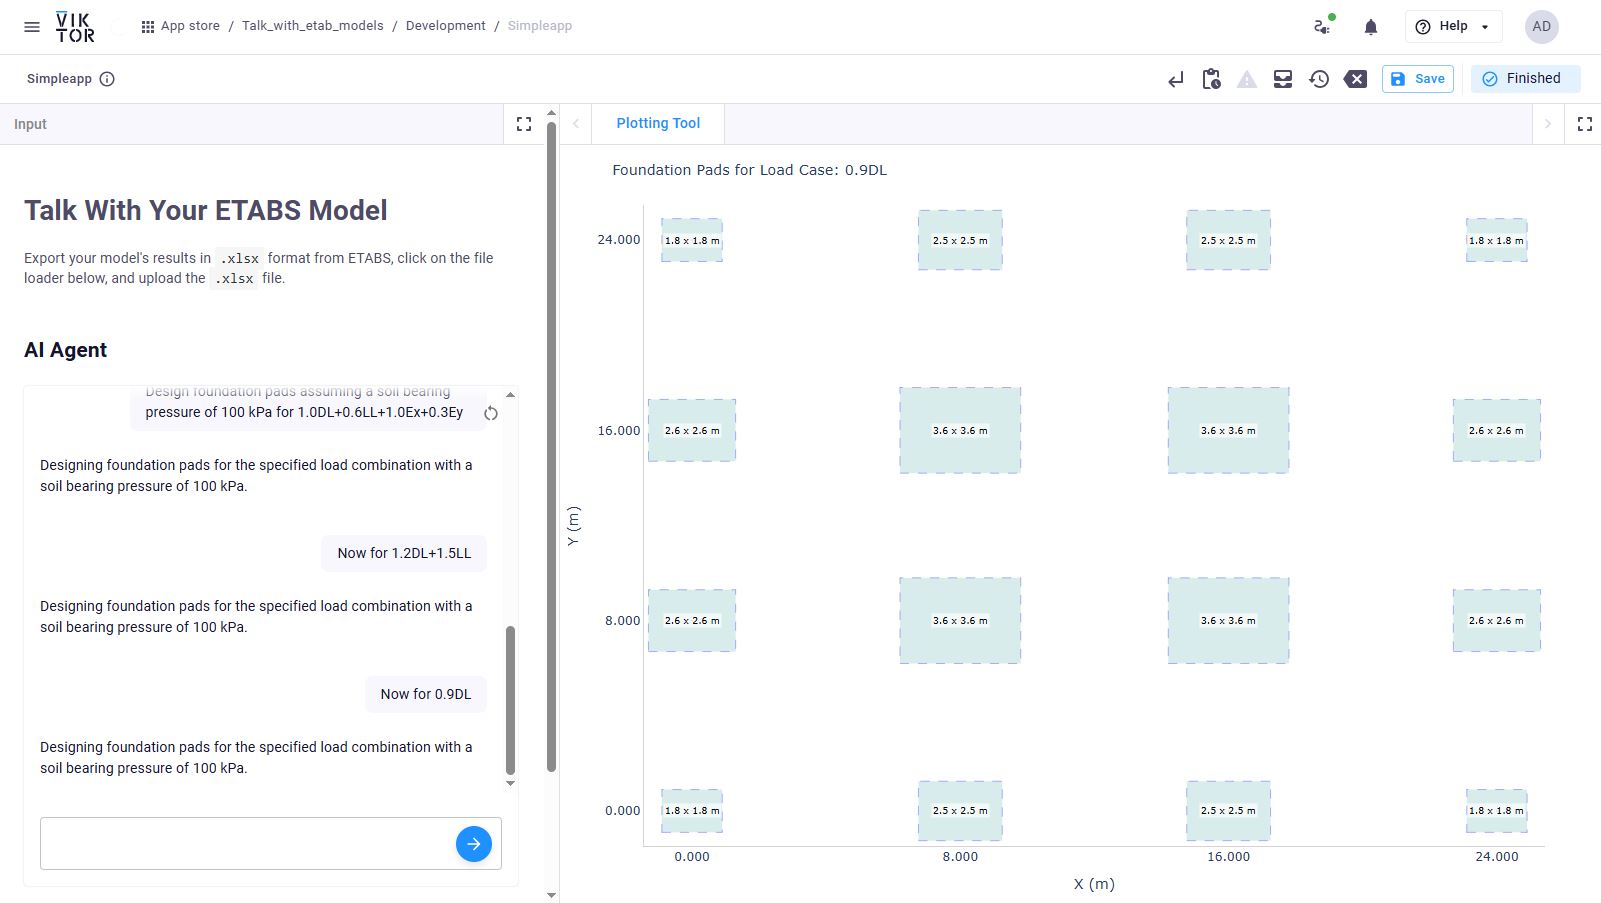 VIKTOR
App store / Talk_with_etab_models / Development / Simpleapp
Help
AD
Simpleapp
Save
Finished
Input
Plotting Tool
Talk With Your ETABS Model
Export your model's results in .xlsx format from ETABS, click on the file
loader below, and upload the .xlsx file.
AI Agent
Design foundation pads assuming a soil bearing
pressure of 100 kPa for 1.0DL+0.6LL+1.0Ex+0.3Ey
Designing foundation pads for the specified load combination with a
soil bearing pressure of 100 kPa.
Now for 1.2DL+1.5LL
Designing foundation pads for the specified load combination with a
soil bearing pressure of 100 kPa.
Now for 0.9DL
Designing foundation pads for the specified load combination with a
soil bearing pressure of 100 kPa.
Foundation Pads for Load Case: 0.9DL
24.000
1.8 x 1.8 m
2.5 x 2.5 m
2.5 x 2.5 m
1.8 x 1.8 m
16.000
2.6 x 2.6 m
3.6 x 3.6 m
3.6 x 3.6 m
2.6 x 2.6 m
Y (m)
8.000
2.6 x 2.6 m
3.6 x 3.6 m
3.6 x 3.6 m
2.6 x 2.6 m
0.000
1.8 x 1.8 m
2.5 x 2.5 m
2.5 x 2.5 m
1.8 x 1.8 m
0.000
8.000
16.000
24.000
X (m)